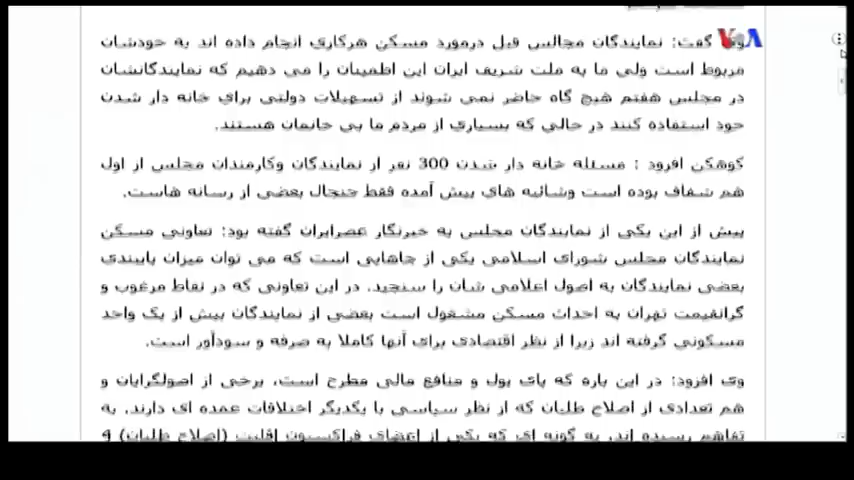 VOA
وی گفت: نمایندگان مجالس قبل درمورد مسکن هرکاری انجام داده اند به خودشان
مربوط است ولی ما به ملت شریف ایران این اطمینان را می دهیم که نمایندگانشان
در مجلس هفتم هیچ گاه حاضر نمی شوند از تسهیلات دولتی برای خانه دار شدن
خود استفاده کنند در حالی که بسیاری از مردم ما بی خانمان هستند.
کوهکن افزود : مسئله خانه دار شدن 300 نفر از نمایندگان وکارمندان مجلس از اول
هم شفاف بوده است وشائبه های پیش آمده فقط جنجال بعضی از رسانه هاست.
پیش از این یکی از نمایندگان مجلس به خبرنگار عصرایران گفته بود: تعاونی مسکن
نمایندگان مجلس شورای اسلامی یکی از جاهایی است که می توان میزان پایبندی
بعضی نمایندگان به اصول اعلامی شان را سنجید. در این تعاونی که در نقاط مرغوب و
گرانقیمت تهران به احداث مسکن مشغول است بعضی از نمایندگان بیش از یک واحد
مسکونی گرفته اند زیرا از نظر اقتصادی برای آنها کاملا به صرفه و سودآور است.
وی افزود: در این باره که پای پول و منافع مالی مطرح است، برخی از اصولگرایان و
هم تعدادی از اصلاح طلبان که از نظر سیاسی با یکدیگر اختلافات عمده ای دارند، به
تفاهم رسیده اند، به گونه ای که یکی از اعضای فراکسیون اقلیت (اصلاح طلبان) 4